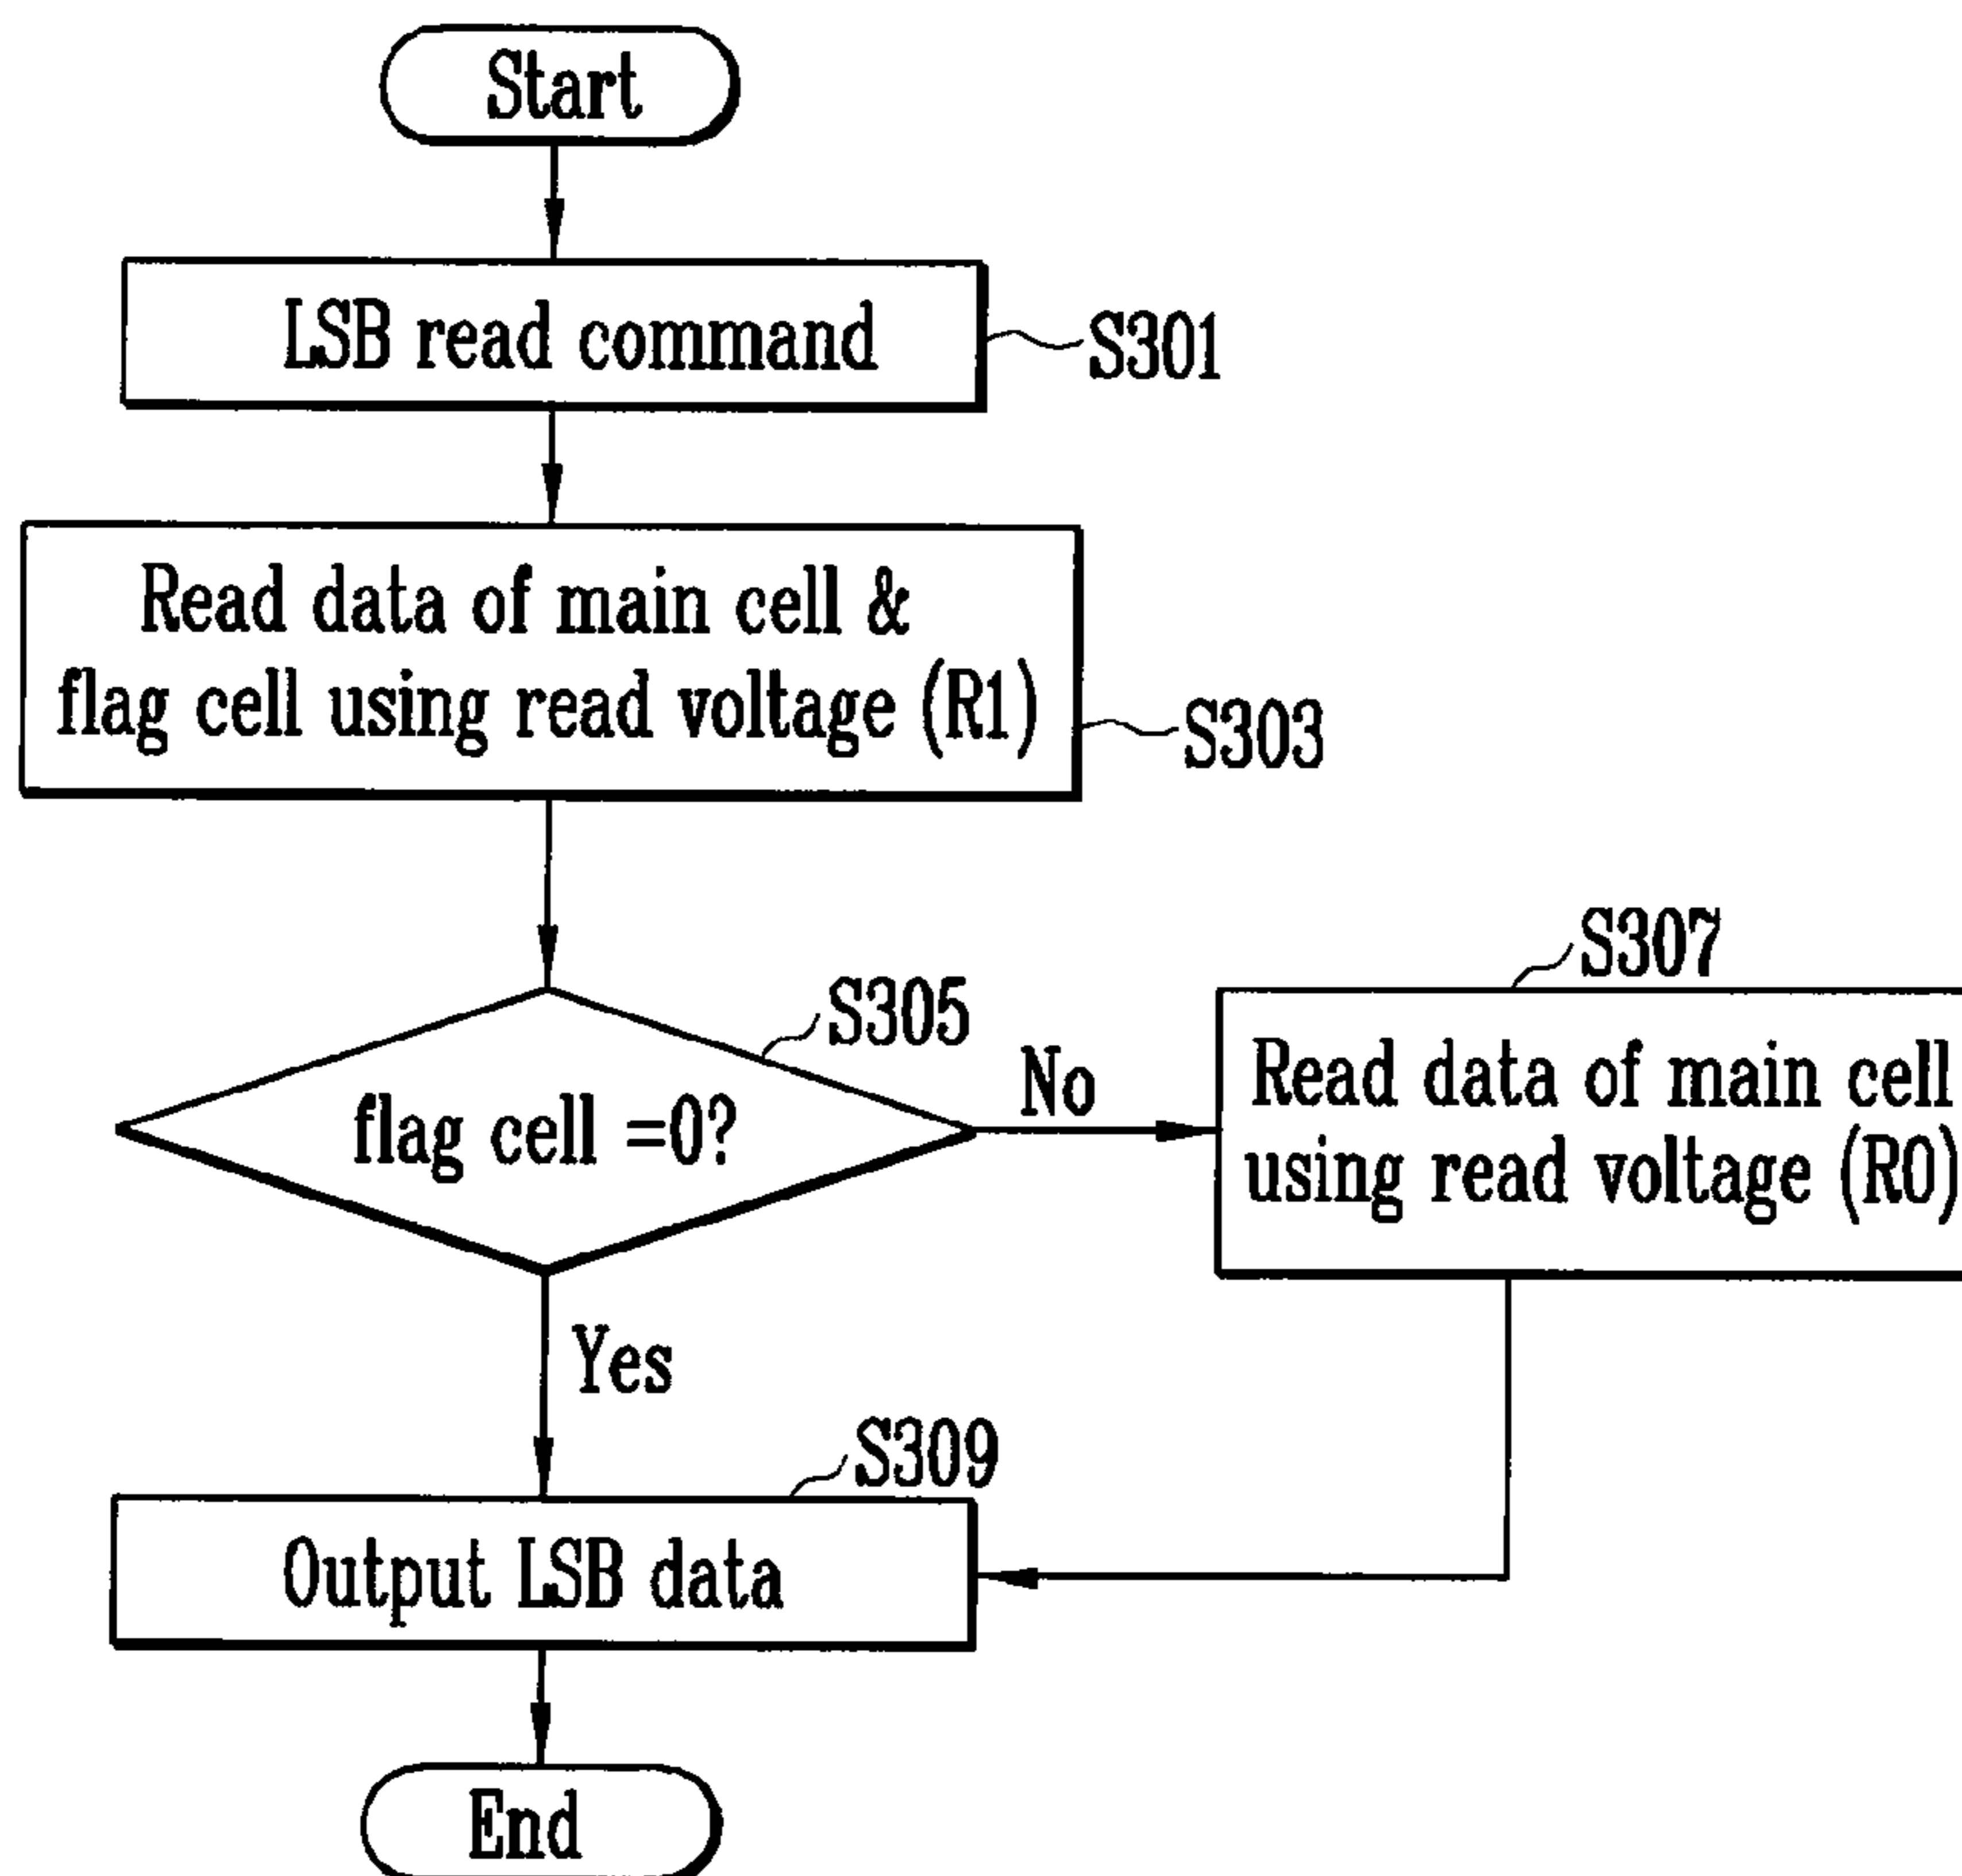 Start
LSB read command
S301
Read data of main cell &
flag cell using read voltage (R1)
S303
flag cell =0?
S305
No
S307
Read data of main cell
using read voltage (R0)
Yes
S309
Output LSB data
End